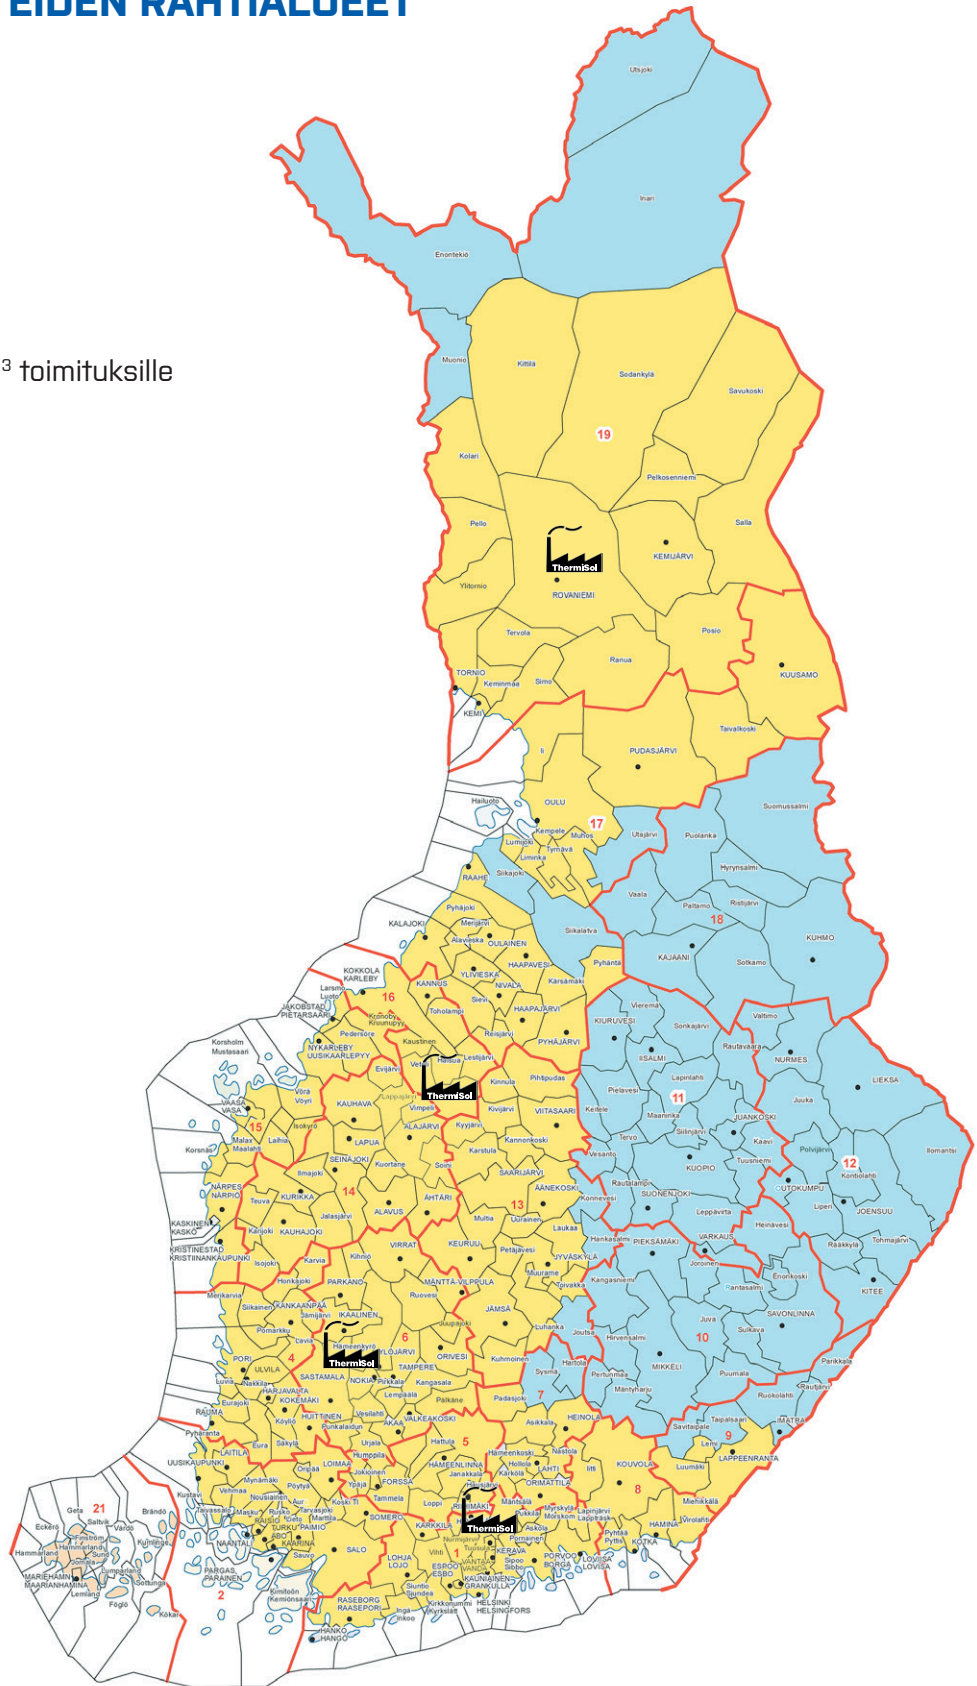 EIDEN RAHTIALUEET
Utsjoki
Inari
Enontekiö
3 toimituksille
Muonio
Kittilä
Sodankylä
Savukoski
19
Kolari
Pelkosenniemi
Pello
Salla
KEMIJÄRVI
ThermiSol
Ylitornio
ROVANIEMI
Tervola
Posio
Ranua
TORNIO
Keminmaa
Simo
KUUSAMO
KEMI
Taivalkoski
Ii
PUDASJÄRVI
Hailuoto
OULU
Suomussalmi
Kempele
17
Muhos
Utajärvi
Puolanka
Lumijoki
Tyrnävä
Liminka
Hyrynsalmi
RAAHE
Siikajoki
Vaala
Paltamo
Ristijärvi
Pyhäjoki
18
KALAJOKI
Merijärvi
Siikalatva
Alavieska
OULAINEN
KUHMO
KAJAANI
Sotkamo
HAAPAVESI
Pyhäntä
KOKKOLA
KARLEBY
YLIVIESKA
Kärsämäki
KANNUS
NIVALA
Larsmo
Luoto
16
Sievi
Vieremä
JAKOBSTAD
PIETARSAARI
Toholampi
HAAPAJÄRVI
Kronoby
Kruunupyy
KIURUVESI
Sonkajärvi
Valtimo
Pedersöre
Kaustinen
Reisjärvi
PYHÄJÄRVI
Rautavaara
NYKARLEBY
UUSIKAARLEPYY
IISALMI
NURMES
Korsholm
Mustasaari
Evijärvi
Veteli
Halsua
Lestijärvi
Kinnula
Pihtipudas
Lapinlahti
LIEKSA
Vörå
Vöyri
Lappajärvi
ThermiSol
Pielavesi
11
Juuka
VAASA
VASA
KAUHAVA
Vimpeli
Kivijärvi
VIITASAARI
Keitele
Maaninka
JUANKOSKI
15
Isokyrö
ALAJÄRVI
Kyyjärvi
Siilinjärvi
Malax
Maalahti
Laihia
LAPUA
Kannonkoski
Tervo
Kaavi
Korsnäs
Karstula
Vesanto
KUOPIO
Tuusniemi
Polvijärvi
Ilomantsi
SEINÄJOKI
Kuortane
Soini
SAARIJÄRVI
12
Kontiolahti
Ilmajoki
NÄRPES
NÄRPIÖ
Teuva
KURIKKA
14
ÄÄNEKOSKI
Rautalampi
SUONENJOKI
OUTOKUMPU
ÄHTÄRI
13
Konnevesi
Leppävirta
Liperi
JOENSUU
KASKINEN
KASKÖ
Jalasjärvi
ALAVUS
Multia
Uurainen
Laukaa
Heinävesi
Karijoki
KAUHAJOKI
Hankasalmi
PIEKSÄMÄKI
VARKAUS
Rääkkylä
Tohmajärvi
KRISTINESTAD
KRISTIINANKAUPUNKI
VIRRAT
KEURUU
Petäjävesi
JYVÄSKYLÄ
Isojoki
Karvia
Kihniö
Muurame
Joroinen
Enonkoski
KITEE
Honkajoki
PARKANO
MÄNTTÄ-VILPPULA
Toivakka
Kangasniemi
Rantasalmi
Merikarvia
Ruovesi
Siikainen
KANKAANPÄÄ
IKAALINEN
JÄMSÄ
SAVONLINNA
Jämijärvi
Juupajoki
Juva
Pomarkku
Luhanka
Joutsa
Hirvensalmi
10
Sulkava
Lavia
Hämeenkyrö
6
Parikkala
PORI
4
YLÖJÄRVI
ORIVESI
Kuhmoinen
Hartola
MIKKELI
ThermiSol
ULVILA
TAMPERE
Sysmä
Pertunmaa
Puumala
Rautjärvi
Luvia
Nakkila
SASTAMALA
NOKIA
Pirkkala
Kangasala
7
Mäntyharju
Ruokolahti
HARJAVALTA
Lempäälä
Pälkäne
Padasjoki
Eurajoki
KOKEMÄKI
RAUMA
Köyliö
HUITTINEN
Vesilahti
VALKEAKOSKI
HEINOLA
Taipalsaari
IMATRA
Pyhäranta
AKAA
Asikkala
Savitaipale
Punkalaidun
9
Eura
Säkylä
Urjala
Hattula
5
Lemi
LAPPEENRANTA
LAITILA
Humppila
Hämeenkoski
Nastola
UUSIKAUPUNKI
LOIMAA
HÄMEENLINNA
Hollola
Iitti
KOUVOLA
Luumäki
Oripää
Jokioinen
LAHTI
Mynämäki
Pöytyä
Ypäjä
FORSSA
Janakkala
Kärkölä
Vehmaa
ORIMATTILA
8
Kustavi
Nousiainen
Tammela
Hausjärvi
Miehikkälä
Geta
21
Brändö
Taivassalo
Aur
Koski Tl
Loppi
RIIHIMÄKI
Mäntsälä
Myrskylä
Mörskom
Lapinjärvi
Lappträsk
Masku
Rusko
Tarvasjoki
Saltvik
Marttila
SOMERO
Pukkila
Virolahti
Eckerö
Vårdö
RAISIO
Lieto
ThermiSol
HAMINA
TURKU
ÅBO
PAIMIO
KARKKILA
Askola
Pyhtää
Pyttis
Finström
Kumlinge
NAANTALI
KAARINA
Nurmijärvi
Pornainen
KOTKA
Hammarland
SALO
Tuusula
KERAVA
Hammarland
Sund
Sauvo
Vihti
1
PORVOO
BORGÅ
LOVIISA
LOVISA
Jomala
LOHJA
LOJO
VANTAA
VANDA
Sipoo
Sibbo
Lumparland
PARGAS
PARAINEN
ESPOO
ESBO
MARIEHAMN
MAARIANHAMINA
Sottunga
Siuntio
Sjundeå
KAUNIAINEN
GRANKULLA
Lemland
2
Kimitoön
Kemiönsaari
RASEBORG
RAASEPORI
Föglö
Kirkkonummi
Kyrkslätt
HELSINKI
HELSINGFORS
Kökar
Ingå
Inkoo
HANKO
HANGÖ